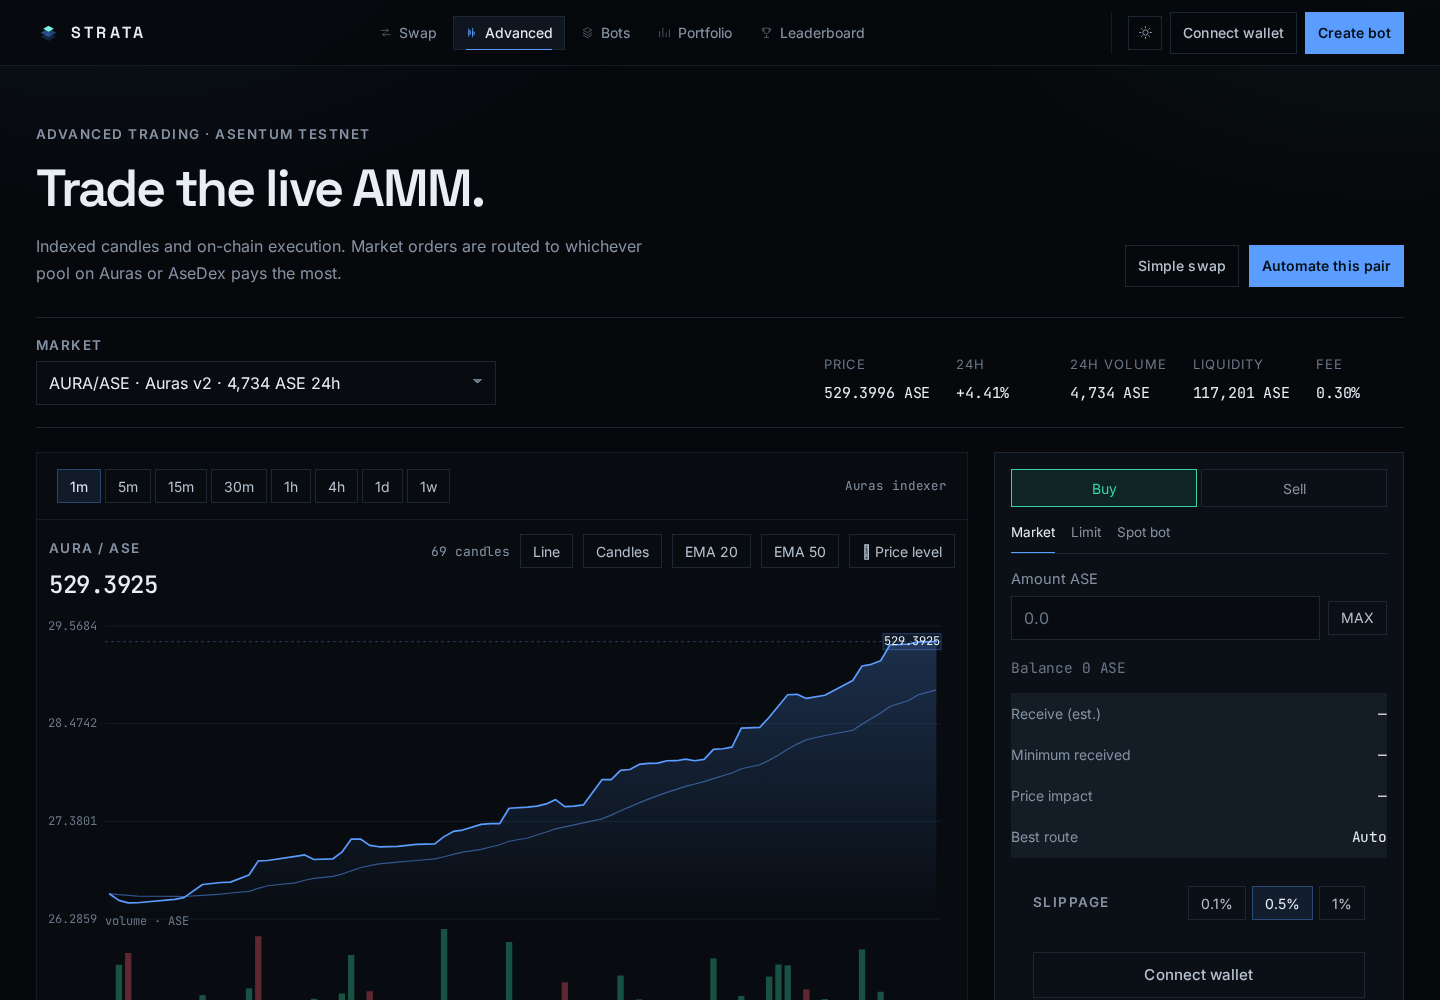 STRATA
Swap
Advanced
Bots
Portfolio
Leaderboard
Connect wallet
Create bot
ADVANCED TRADING · ASENTUM TESTNET
Trade the live AMM.
Indexed candles and on-chain execution. Market orders are routed to whichever
pool on Auras or AseDex pays the most.
Simple swap
Automate this pair
MARKET
AURA/ASE · Auras v2 · 4,734 ASE 24h
PRICE
529.3996 ASE
24H
+4.41%
24H VOLUME
4,734 ASE
LIQUIDITY
117,201 ASE
FEE
0.30%
1m
5m
15m
30m
1h
4h
1d
1w
Auras indexer
AURA / ASE
529.3925
69 candles
Line
Candles
EMA 20
EMA 50
Price level
29.5684
529.3925
28.4742
27.3801
26.2859
volume · ASE
Buy
Sell
Market
Limit
Spot bot
Amount ASE
0.0
MAX
Balance 0 ASE
Receive (est.)
—
Minimum received
—
Price impact
—
Best route
Auto
SLIPPAGE
0.1%
0.5%
1%
Connect wallet